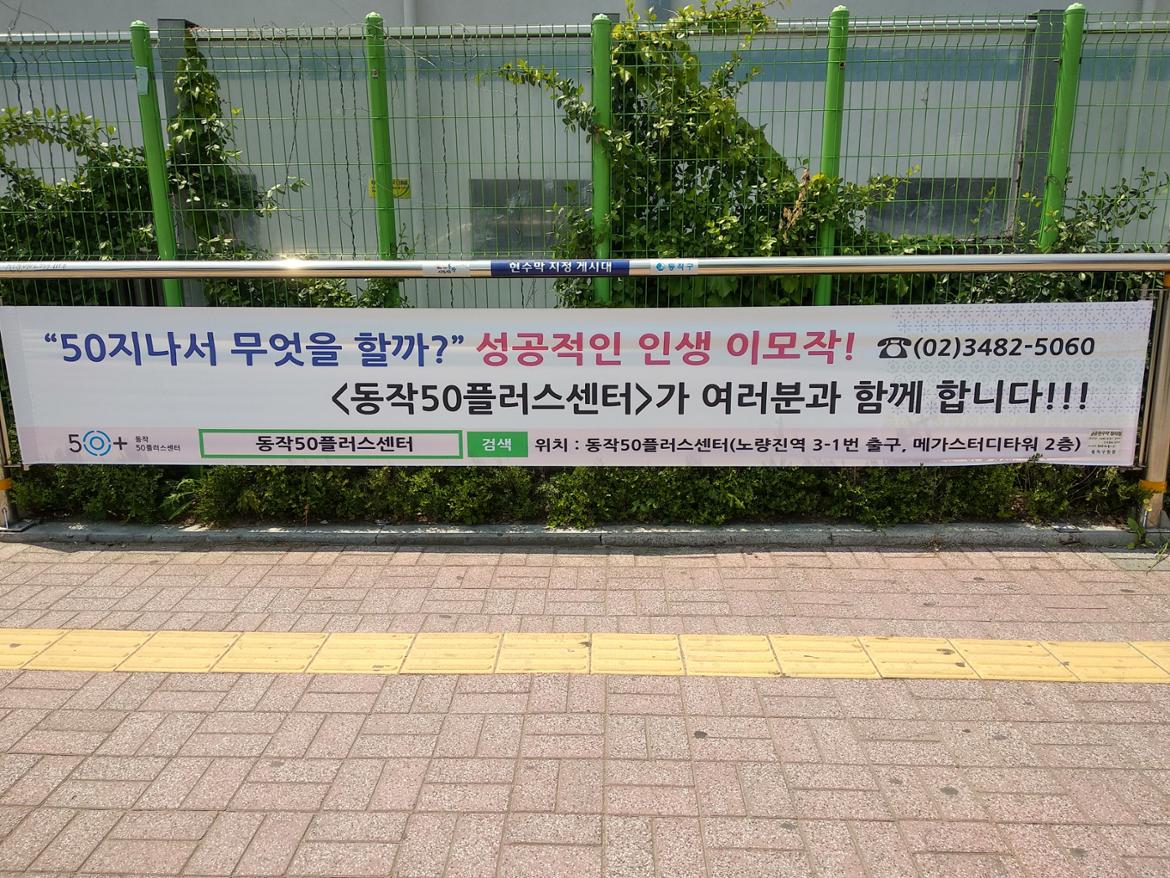 현수막 지정 게시대 동작구
“50지나서 무엇을 할까?” 성공적인 인생 이모작! ☎(02)3482-5060
<동작50플러스센터>가 여러분과 함께 합니다!!!
50+ 동작
50플러스센터
동작50플러스센터 검색 위치 : 동작50플러스센터(노량진역 3-1번 출구, 메가스터디타워 2층)